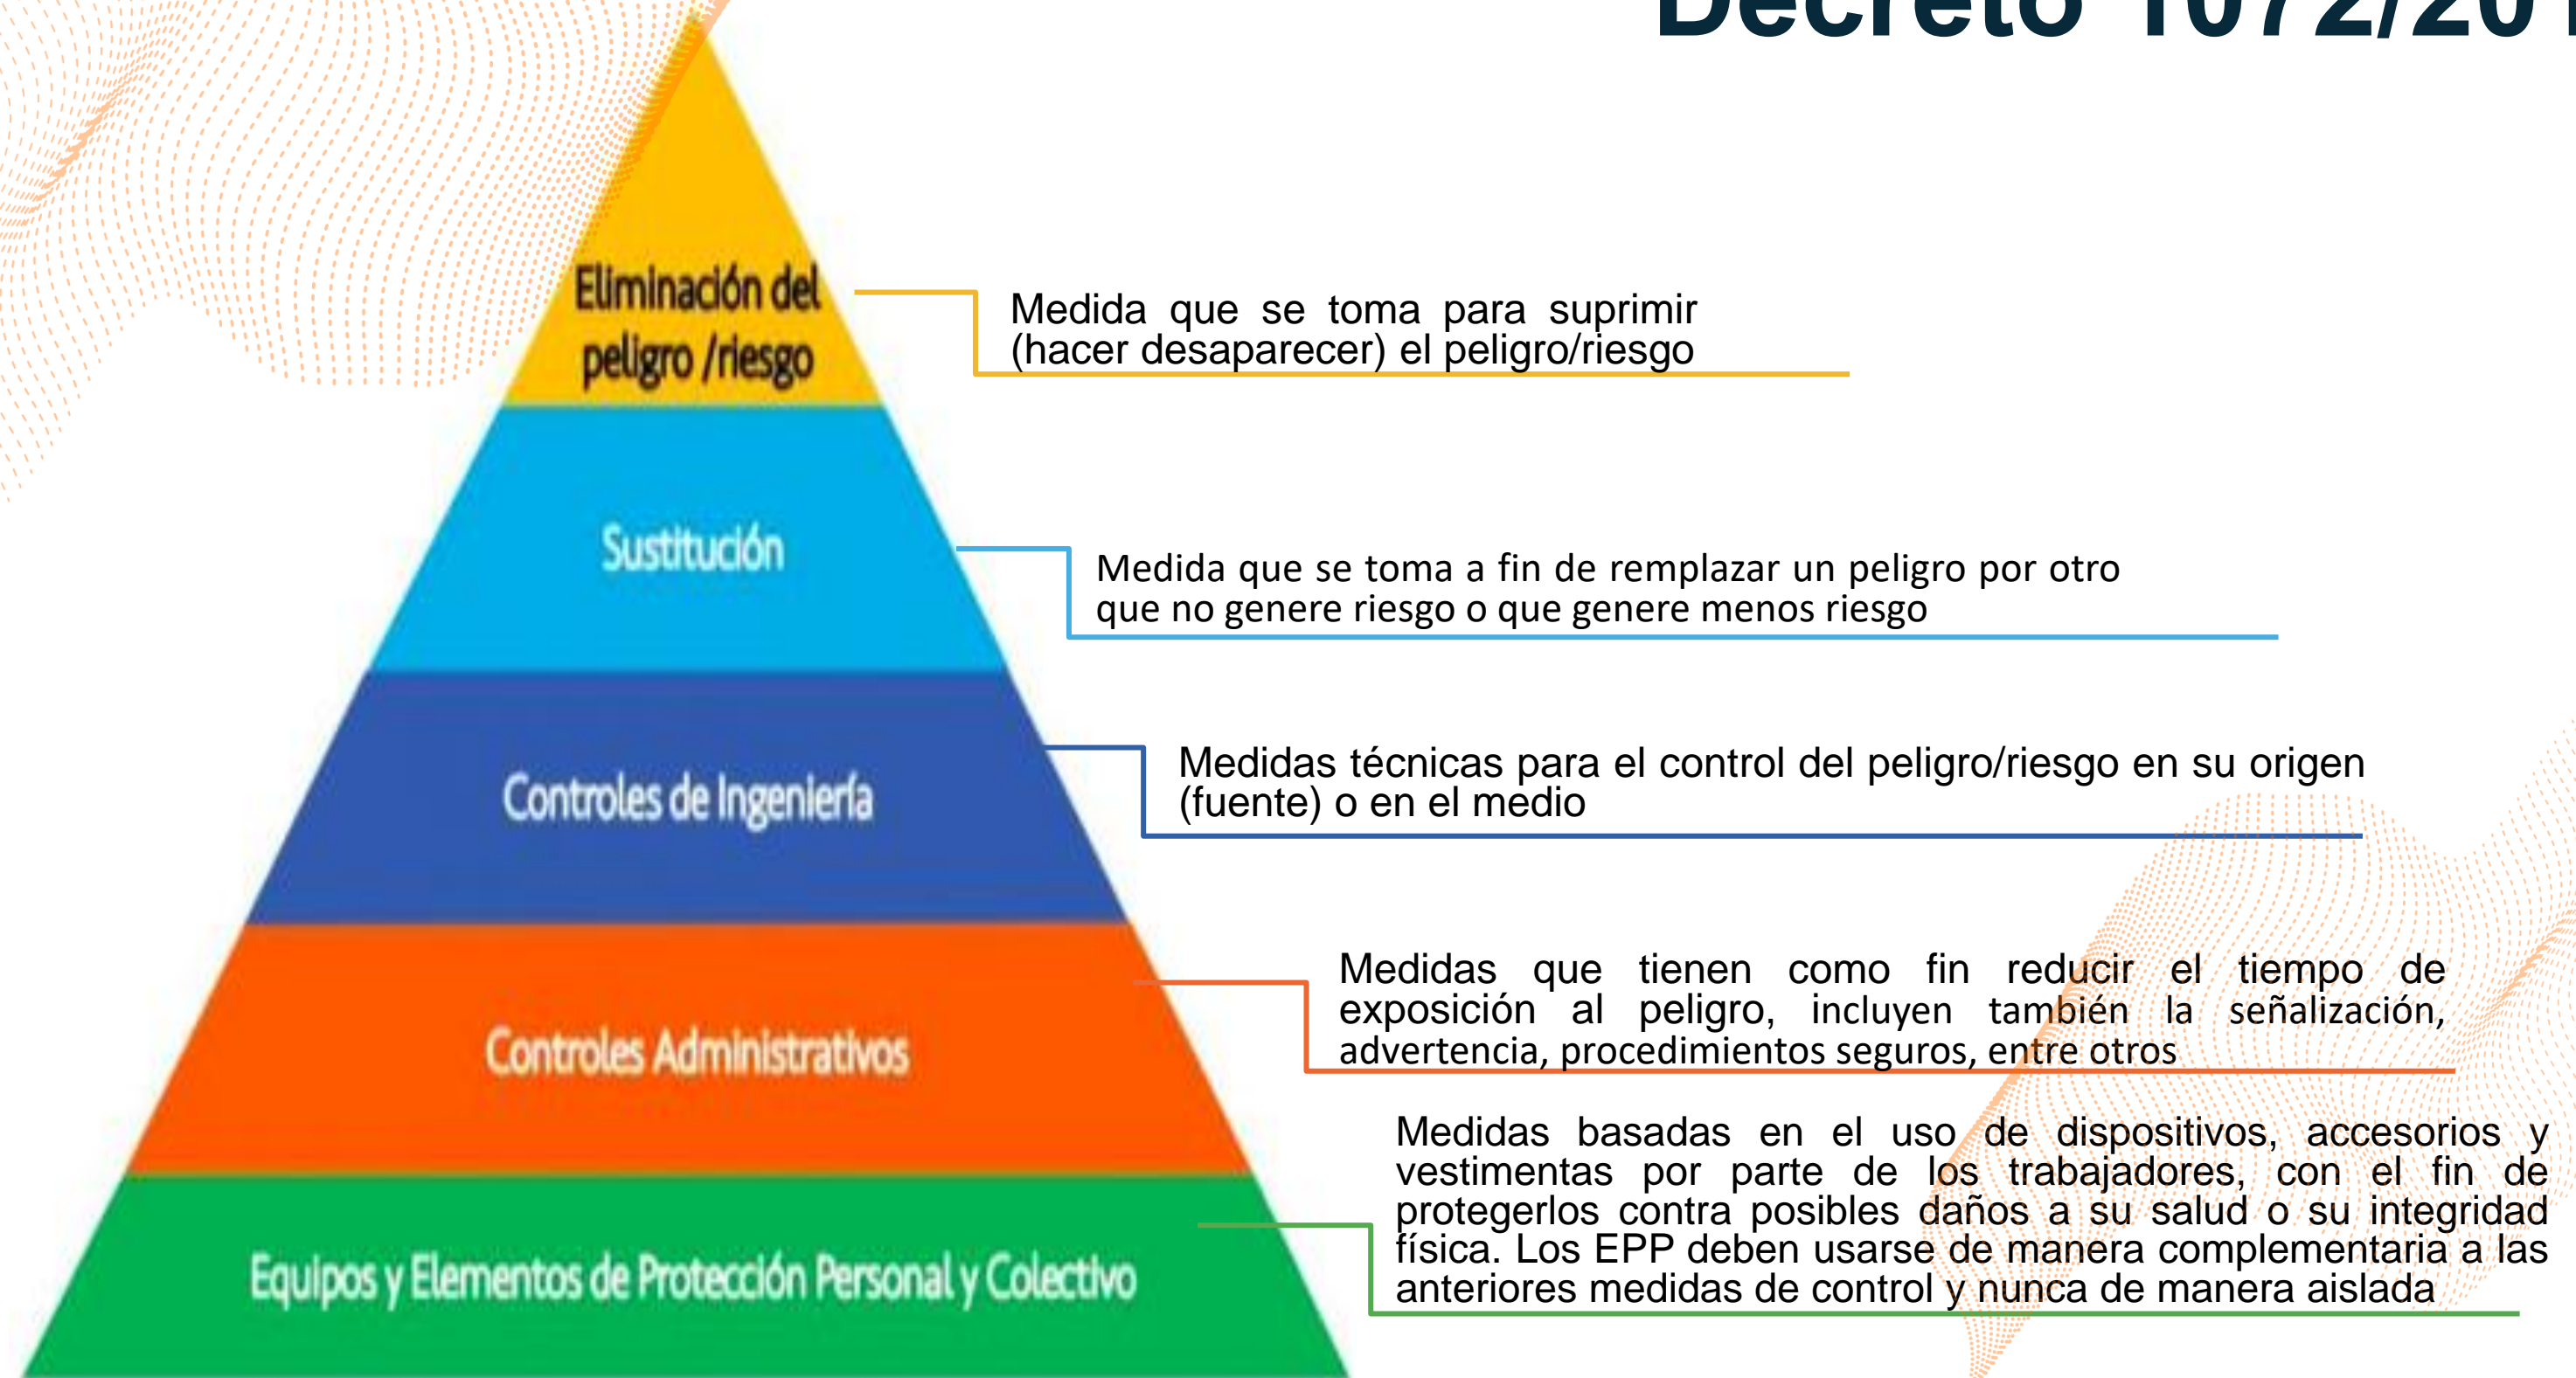 Decreto 1072/201
Eliminación del
peligro /riesgo
Medida que se toma para suprimir
(hacer desaparecer) el peligro/riesgo
Sustitución
Medida que se toma a fin de remplazar un peligro por otro
que no genere riesgo o que genere menos riesgo
Controles de Ingeniería
Medidas técnicas para el control del peligro/riesgo en su origen
(fuente) o en el medio
Controles Administrativos
Medidas que tienen como fin reducir el tiempo de
exposición al peligro, incluyen también la señalización,
advertencia, procedimientos seguros, entre otros
Equipos y Elementos de Protección Personal y Colectivo
Medidas basadas en el uso de dispositivos, accesorios y
vestimentas por parte de los trabajadores, con el fin de
protegerlos contra posibles daños a su salud o su integridad
física. Los EPP deben usarse de manera complementaria a las
anteriores medidas de control y nunca de manera aislada